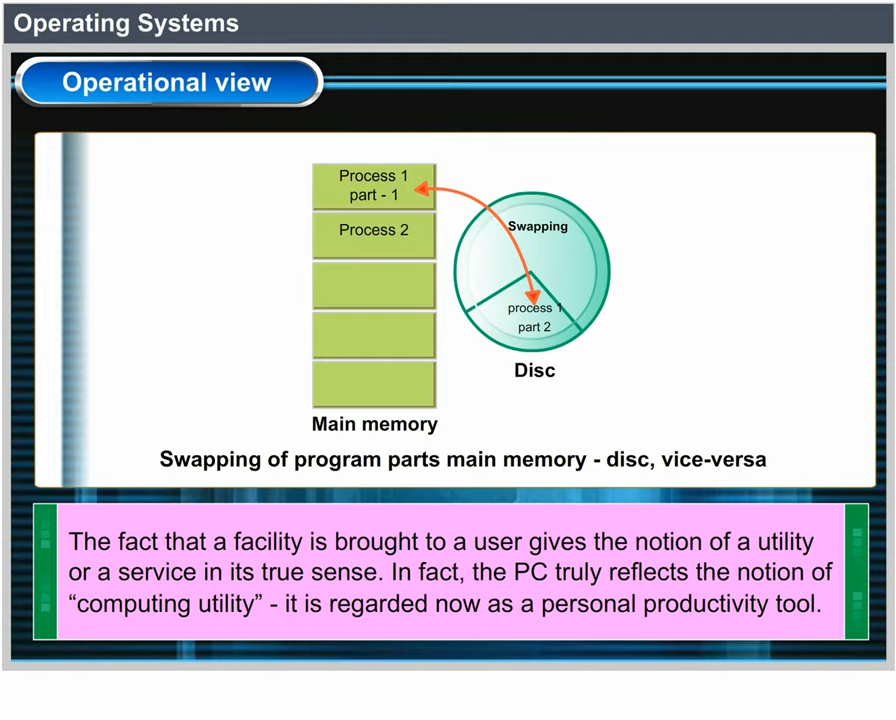 Operating Systems
Operational view
Process 1
part - 1
Process 2
Swapping
process 1
part 2
Disc
Main memory
Swapping of program parts main memory - disc, vice-versa
The fact that a facility is brought to a user gives the notion of a utility
or a service in its true sense. In fact, the PC truly reflects the notion of
“computing utility” - it is regarded now as a personal productivity tool.